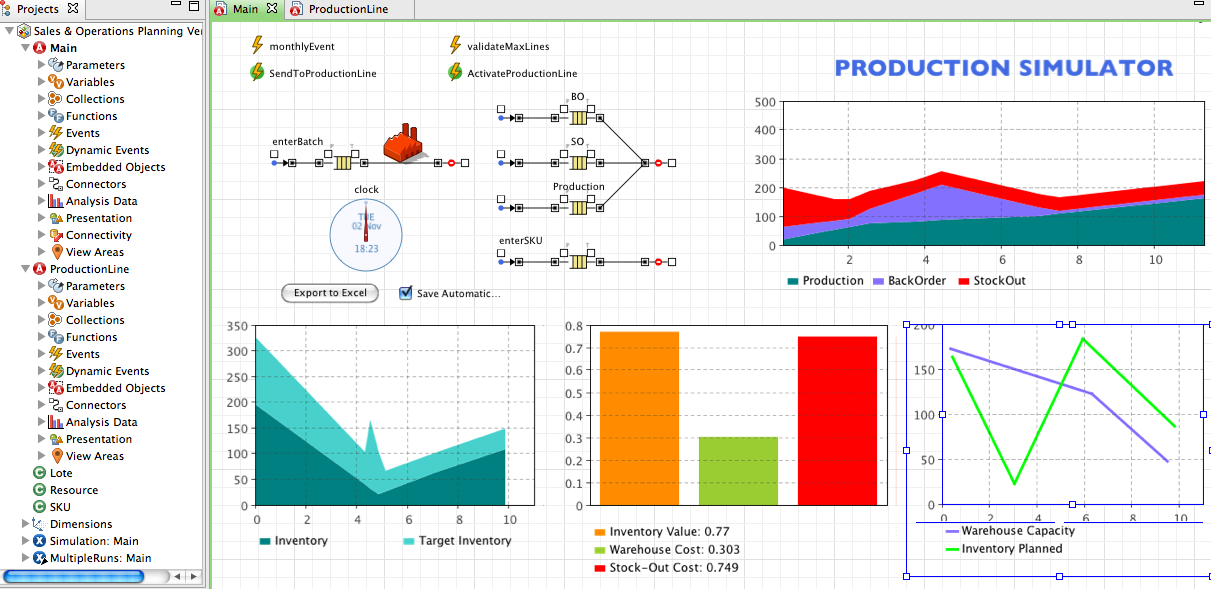 Projects
Sales & Operations Planning Ver
Main
Parameters
Variables
Collections
Functions
Events
Dynamic Events
Embedded Objects
Connectors
Analysis Data
Presentation
Connectivity
View Areas
ProductionLine
Parameters
Variables
Collections
Functions
Events
Dynamic Events
Embedded Objects
Connectors
Analysis Data
Presentation
View Areas
Lote
Resource
SKU
Dimensions
Simulation: Main
MultipleRuns: Main
Main ProductionLine
monthlyEvent validateMaxLines
SendToProductionLine ActivateProductionLine
enterBatch
BO
SO
Production
enterSKU
clock
TUE
02 Nov
18:23
Export to Excel Save Automatic...
PRODUCTION SIMULATOR
500
400
300
200
100
0
2 4 6 8 10
Production BackOrder StockOut
350
300
250
200
150
100
50
0
0 2 4 6 8 10
Inventory Target Inventory
0.8
0.7
0.6
0.5
0.4
0.3
0.2
0.1
0
Inventory Value: 0.77
Warehouse Cost: 0.303
Stock-Out Cost: 0.749
200
150
100
50
0
0 2 4 6 8 10
Warehouse Capacity
Inventory Planned